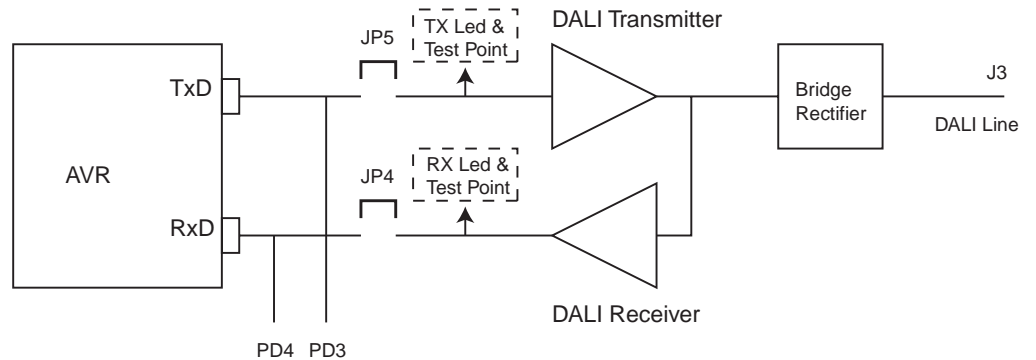 DALI Transmitter
TX Led &
Test Point
JP5
J3
TxD
Bridge
Rectifier
DALI Line
AVR
RX Led &
Test Point
JP4
RxD
DALI Receiver
PD4 PD3